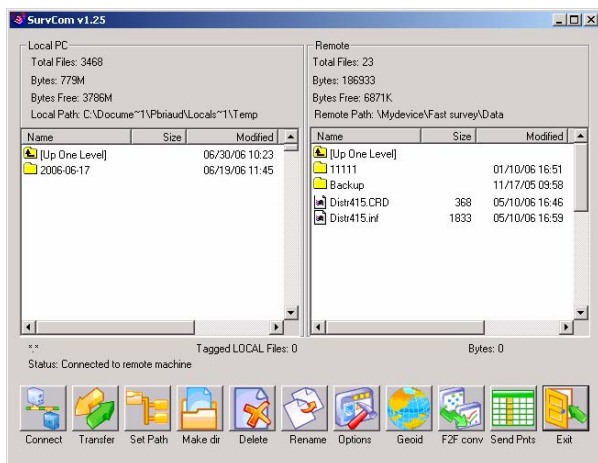 SurvCom v1.25
Local PC
Total Files: 3468
Bytes: 779M
Bytes Free: 3786M
Local Path: C:\Docume~1\Pbriaud\Locals~1\Temp
Name Size Modified
[Up One Level] 06/30/06 10:23
2006-06-17 06/19/06 11:45
Remote
Total Files: 23
Bytes: 186933
Bytes Free: 6871K
Remote Path: \Mydevice\Fast survey\Data
Name Size Modified
[Up One Level]
11111 01/10/06 16:51
Backup 11/17/05 09:58
Distr415.CRD 368 05/10/06 16:46
Distr415.inf 1833 05/10/06 16:59
*.* Tagged LOCAL Files: 0 Bytes: 0
Status: Connected to remote machine
Connect Transfer Set Path Make dir Delete Rename Options Geoid F2F conv Send Pnts Exit